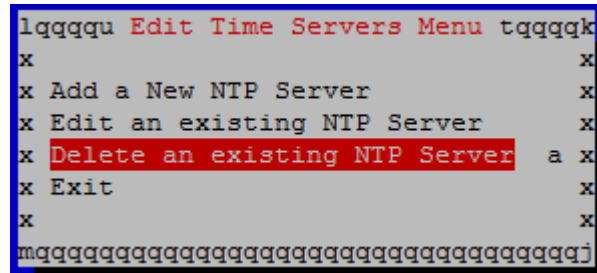 lqqqqu Edit Time Servers Menu tqqqqk
x x
x Add a New NTP Server x
x Edit an existing NTP Server x
x Delete an existing NTP Server a x
x Exit x
x x
mqqqqqqqqqqqqqqqqqqqqqqqqqqqqqqqqqqj